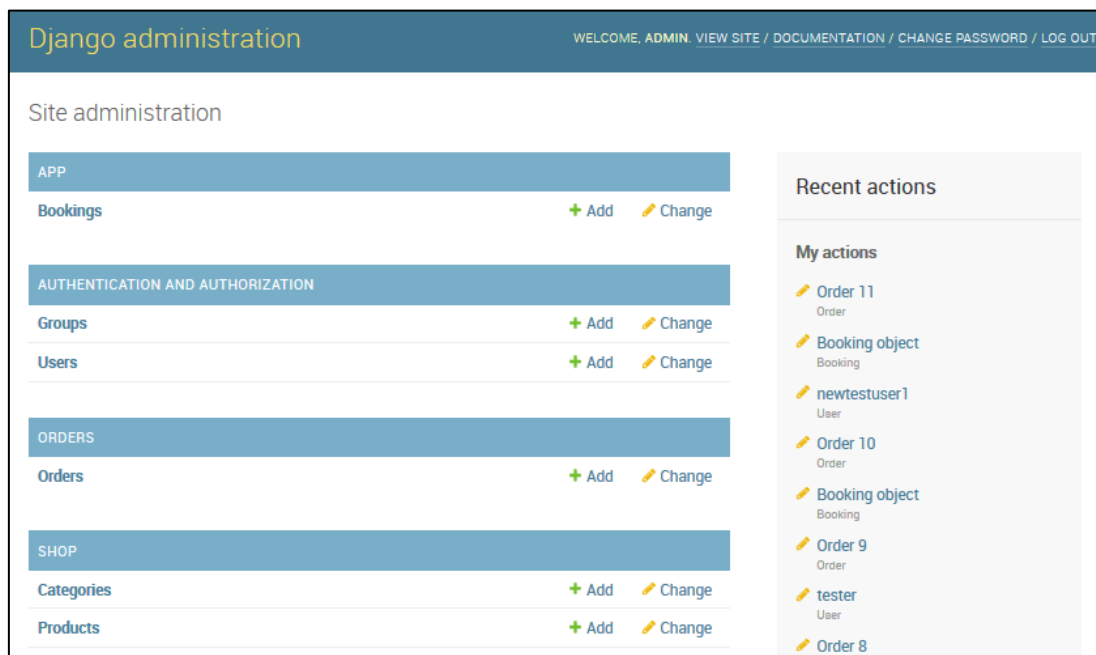 Django administration
WELCOME, ADMIN. VIEW SITE / DOCUMENTATION / CHANGE PASSWORD / LOG OUT
Site administration
APP
Bookings Add Change
AUTHENTICATION AND AUTHORIZATION
Groups Add Change
Users Add Change
ORDERS
Orders Add Change
SHOP
Categories Add Change
Products Add Change
Recent actions
My actions
Order 11
Order
Booking object
Booking
newtestuser1
User
Order 10
Order
Booking object
Booking
Order 9
Order
tester
User
Order 8